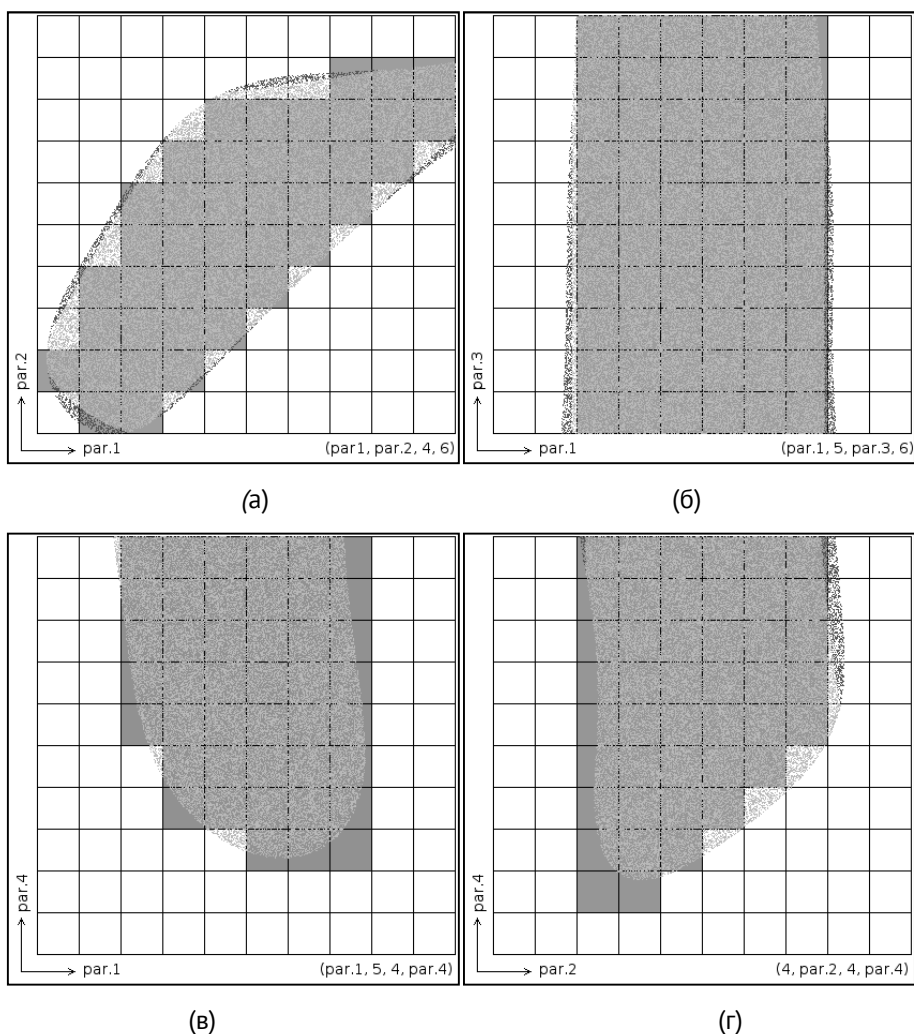 par.2
par.1
(par1, par.2, 4, 6)
par.3
par.1
(par.1, 5, par.3, 6)
(а)
(б)
par.4
par.1
(par.1, 5, 4, par.4)
par.4
par.2
(4, par.2, 4, par.4)
(в)
(г)